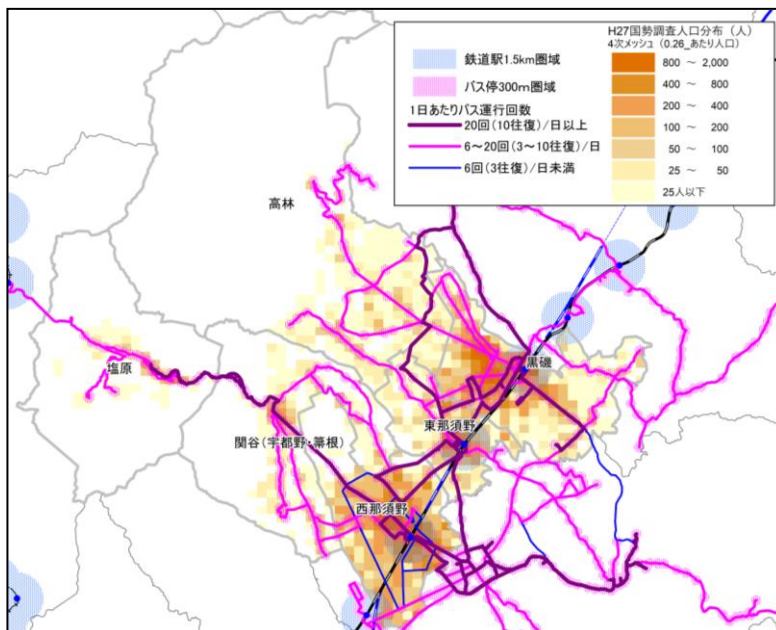 H27国勢調査人口分布（人）
4次メッシュ（0.26_あたり人口）
800 ～ 2,000
400 ～ 800
200 ～ 400
100 ～ 200
50 ～ 100
25 ～ 50
25人以下
鉄道駅1.5km圏域
バス停300m圏域
1日あたりバス運行回数
20回(10往復)/日以上
6～20回(3～10往復)/日
6回(3往復)/日未満
高林
塩原
黒磯
東那須野
関谷(宇都野・箒根)
西那須野